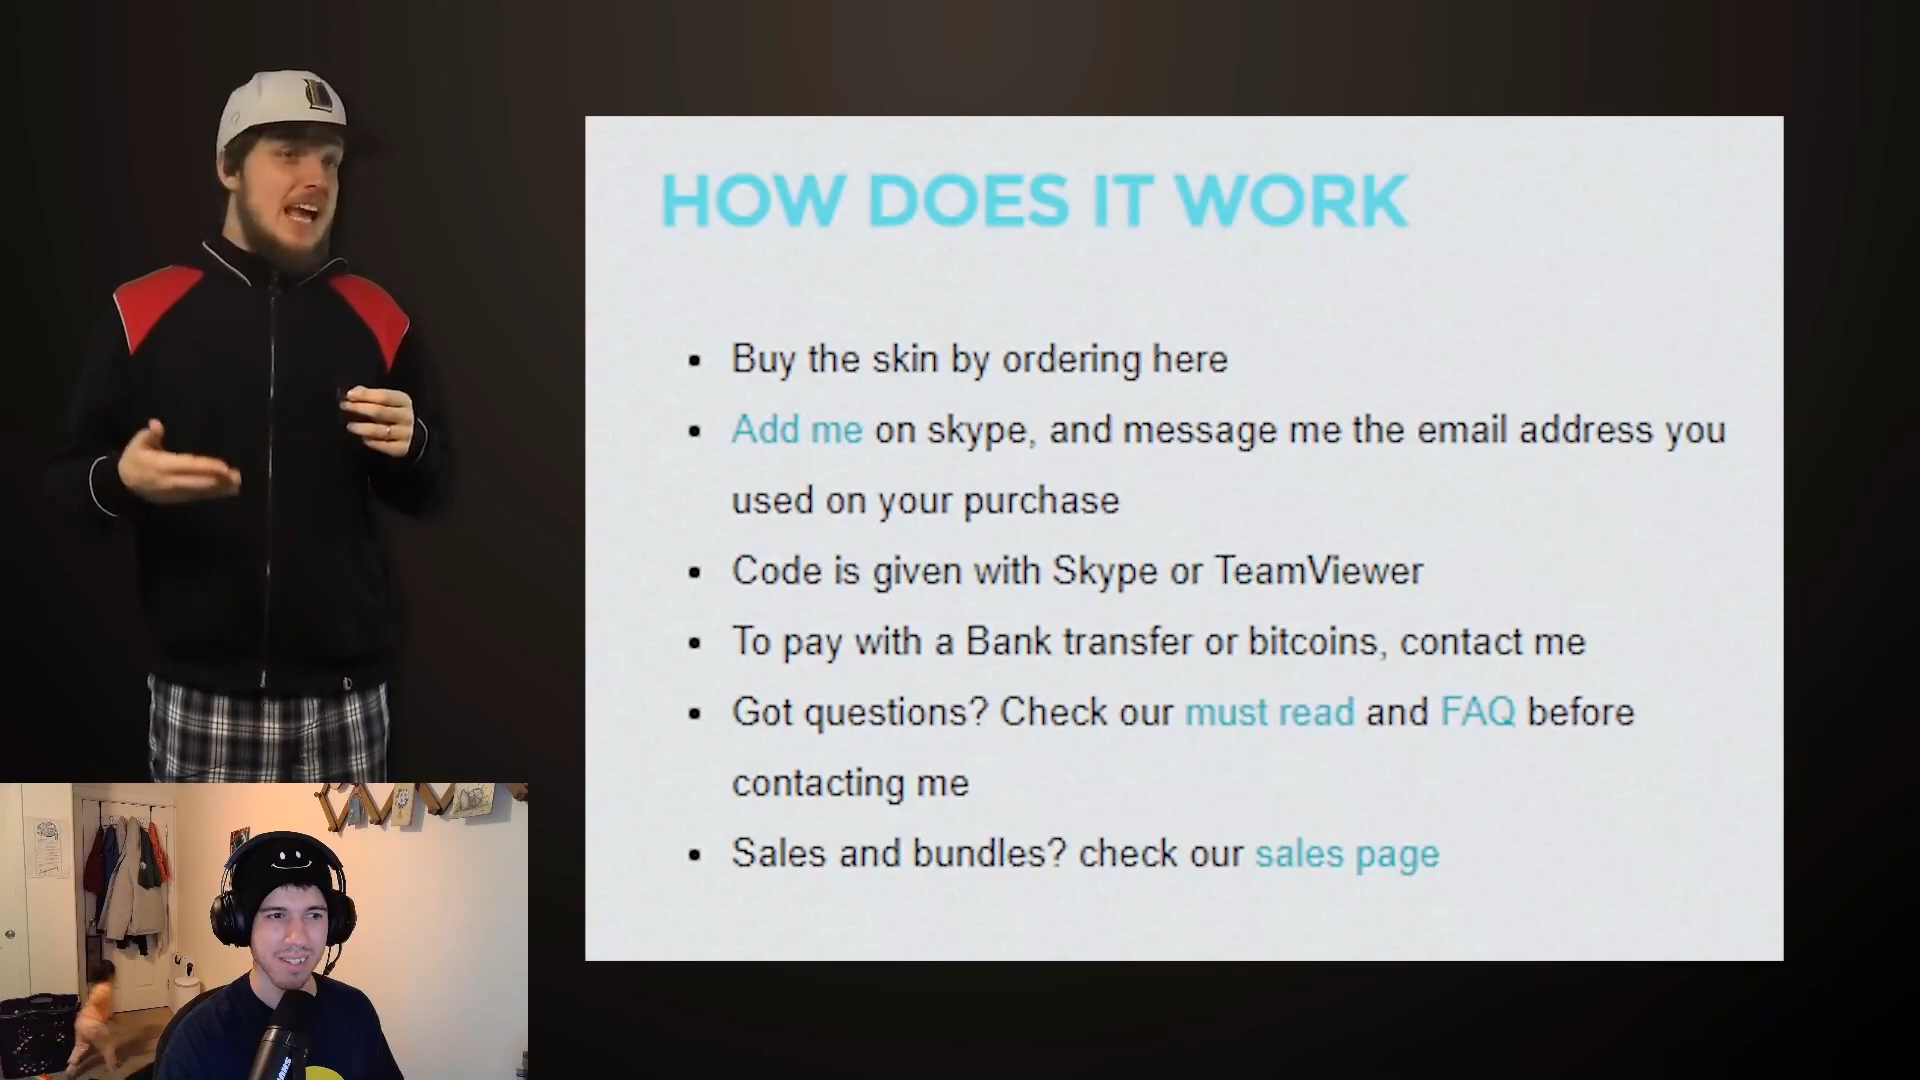 HOW DOES IT WORK
• Buy the skin by ordering here
• Add me on skype, and message me the email address you
used on your purchase
• Code is given with Skype or TeamViewer
• To pay with a Bank transfer or bitcoins, contact me
• Got questions? Check our must read and FAQ before
contacting me
• Sales and bundles? check our sales page